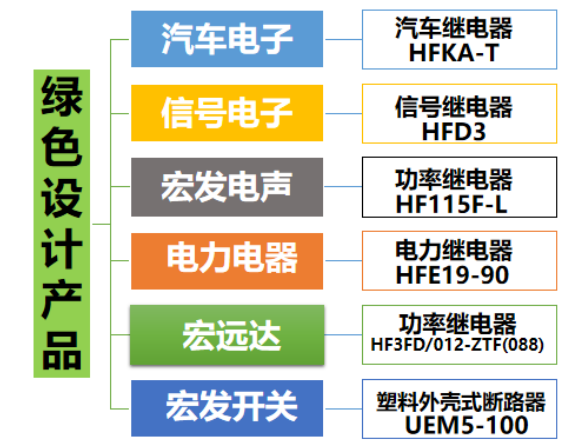 绿色设计产品
汽车电子
汽车继电器
HFKA-T
信号电子
信号继电器
HFD3
宏发电声
功率继电器
HF115F-L
电力电器
电力继电器
HFE19-90
宏远达
功率继电器
HF3FD/012-ZTF(088)
宏发开关
塑料外壳式断路器
UEM5-100